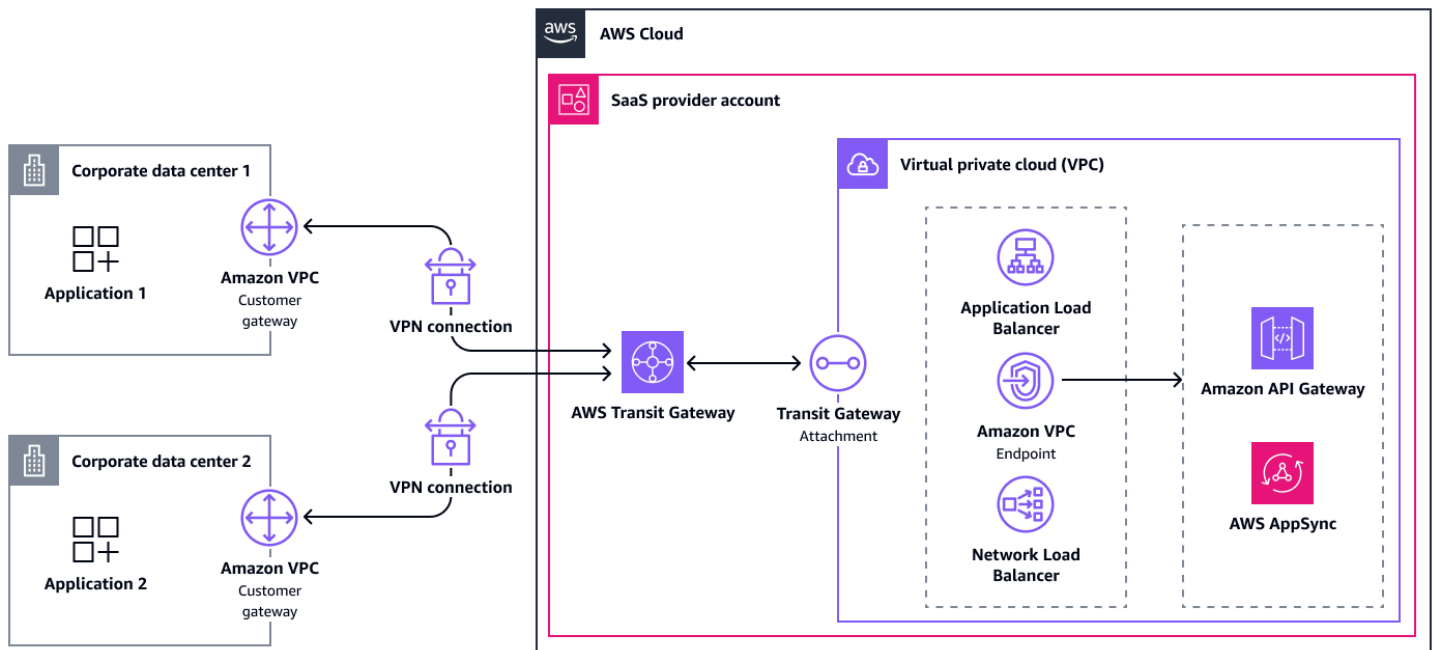 aws
AWS Cloud
SaaS provider account
Virtual private cloud (VPC)
Corporate data center 1
Application 1
Amazon VPC
Customer
gateway
VPN connection
Corporate data center 2
Application 2
Amazon VPC
Customer
gateway
VPN connection
AWS Transit Gateway
Transit Gateway
Attachment
Application Load
Balancer
Amazon VPC
Endpoint
Network Load
Balancer
Amazon API Gateway
AWS AppSync